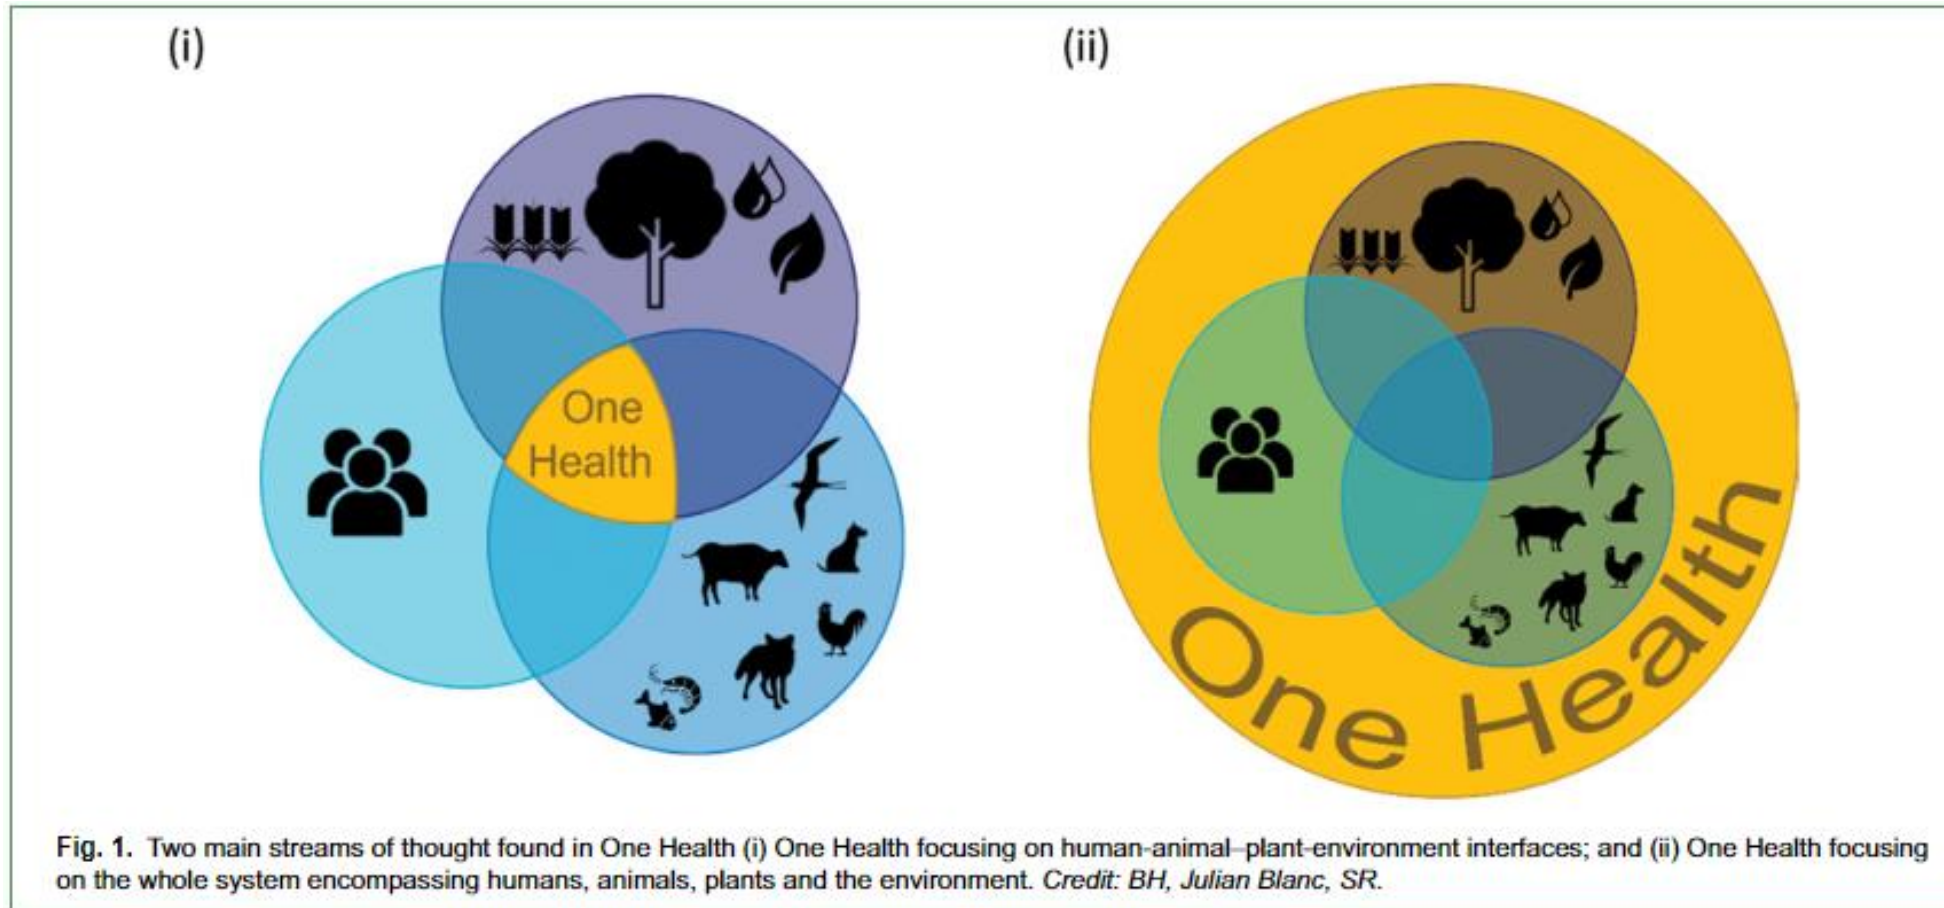 (i)
(ii)
One
Health
One Health
Fig. 1. Two main streams of thought found in One Health (i) One Health focusing on human-animal–plant-environment interfaces; and (ii) One Health focusing
on the whole system encompassing humans, animals, plants and the environment. Credit: BH, Julian Blanc, SR.